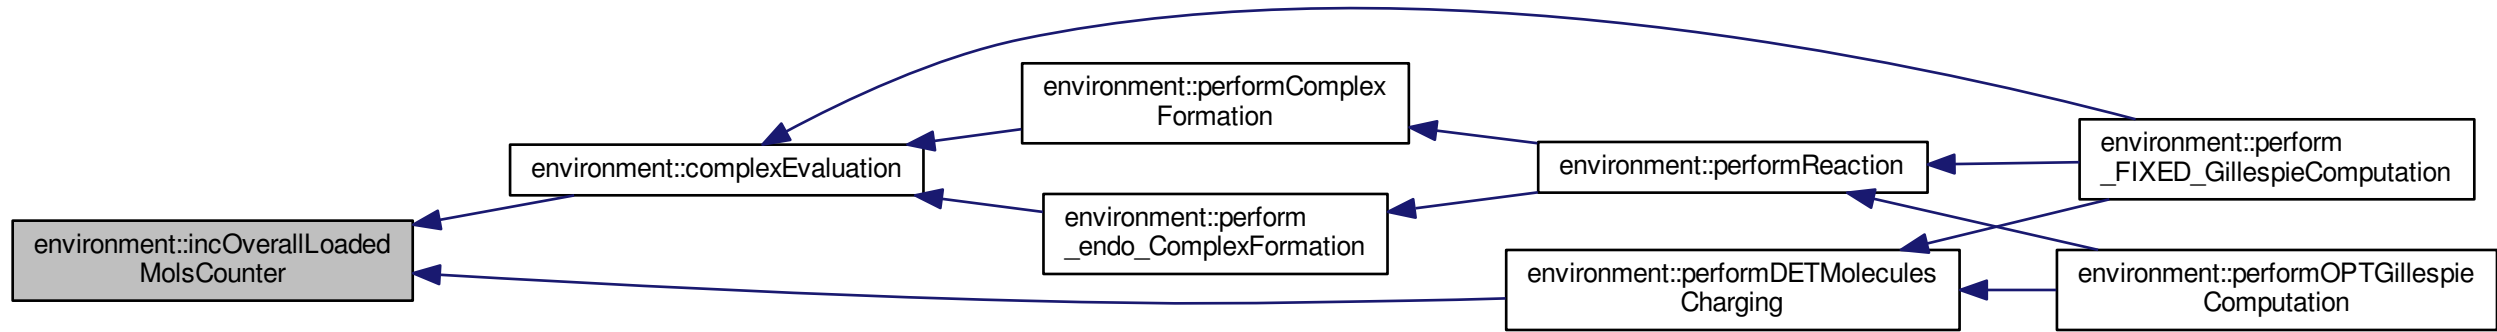 environment::incOverallLoaded
MolsCounter
environment::complexEvaluation
environment::performComplex
Formation
environment::perform
_endo_ComplexFormation
environment::performReaction
environment::performDETMolecules
Charging
environment::perform
_FIXED_GillespieComputation
environment::performOPTGillespie
Computation